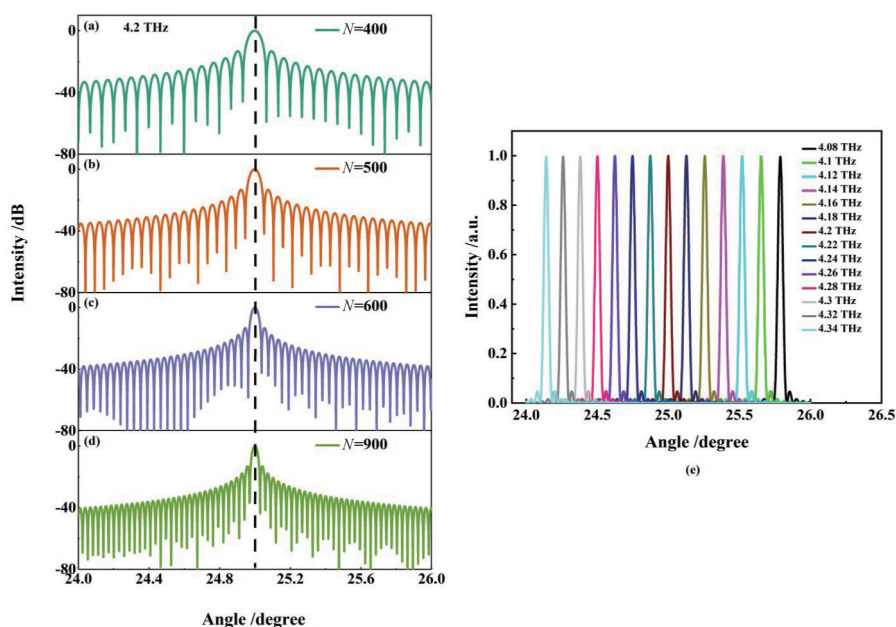 (a) 4.2 THz N=400
0
-40
-80
(b) N=500
0
-40
-80
(c) N=600
0
-40
-80
(d) N=900
0
-40
-80
24.0 24.4 24.8 25.2 25.6 26.0
Angle /degree
Intensity /dB
1.0
0.8
0.6
0.4
0.2
0.0
24.0 24.5 25.0 25.5 26.0 26.5
Angle /degree
Intensity /a.u.
4.08 THz
4.1 THz
4.12 THz
4.14 THz
4.16 THz
4.18 THz
4.2 THz
4.22 THz
4.24 THz
4.26 THz
4.28 THz
4.3 THz
4.32 THz
4.34 THz
(e)